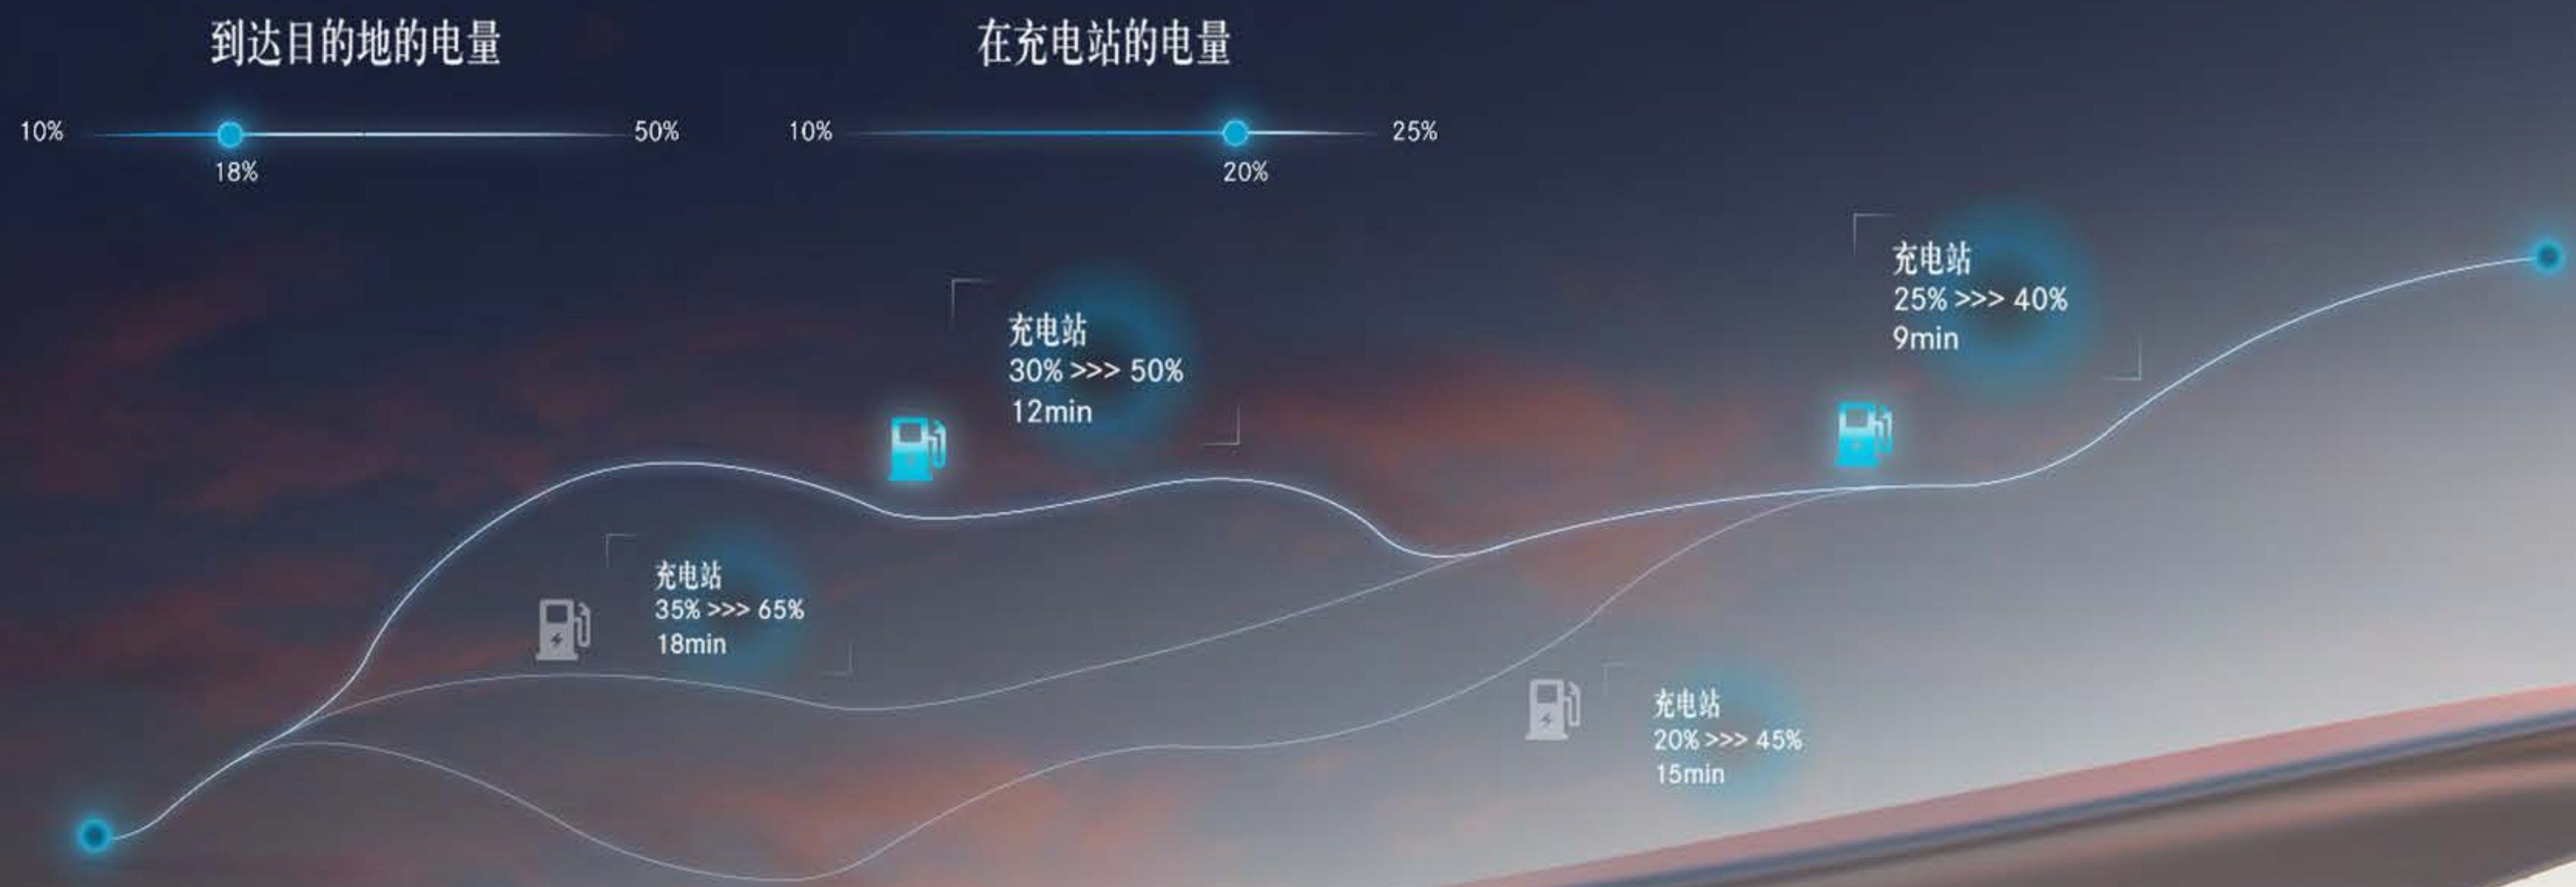 到达目的地的电量
10%
50%
18%
在充电站的电量
10%
25%
20%
充电站
25% >>> 40%
9min
充电站
30% >>> 50%
12min
充电站
35% >>> 65%
18min
充电站
20% >>> 45%
15min